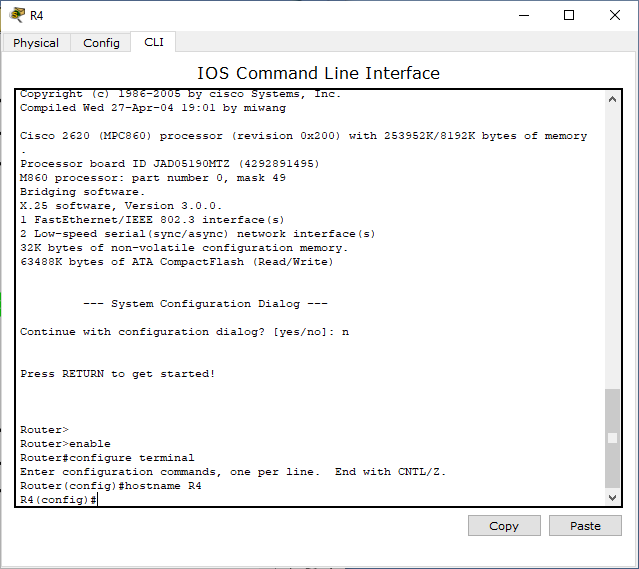 R4
Physical Config CLI
IOS Command Line Interface
Copyright (c) 1986-2005 by cisco Systems, Inc.
Compiled Wed 27-Apr-04 19:01 by miwang
Cisco 2620 (MPC860) processor (revision 0x200) with 253952K/8192K bytes of memory
.
Processor board ID JAD05190MTZ (4292891495)
M860 processor: part number 0, mask 49
Bridging software.
X.25 software, Version 3.0.0.
1 FastEthernet/IEEE 802.3 interface(s)
2 Low-speed serial(sync/async) network interface(s)
32K bytes of non-volatile configuration memory.
63488K bytes of ATA CompactFlash (Read/Write)
--- System Configuration Dialog ---
Continue with configuration dialog? [yes/no]: n
Press RETURN to get started!
Router>
Router>enable
Router#configure terminal
Enter configuration commands, one per line.  End with CNTL/Z.
Router(config)#hostname R4
R4(config)#
Copy Paste